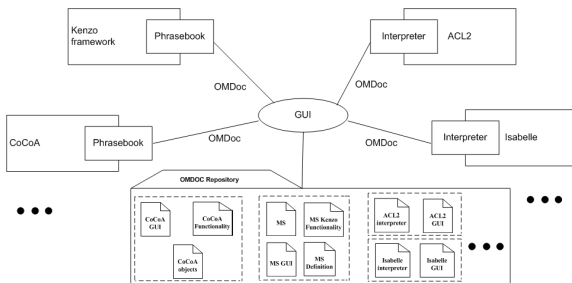 Kenzo
framework
Phrasebook
Interpreter
ACL2
OMDoc
OMDoc
GUI
CoCoA
Phrasebook
OMDoc
OMDoc
Interpreter
Isabelle
OMDOC Repository
CoCoA
GUI
CoCoA
Functionality
CoCoA
objects
MS
MS Kenzo
Functionality
MS GUI
MS
Definition
ACL2
interpreter
ACL2
GUI
Isabelle
interpreter
Isabelle
GUI